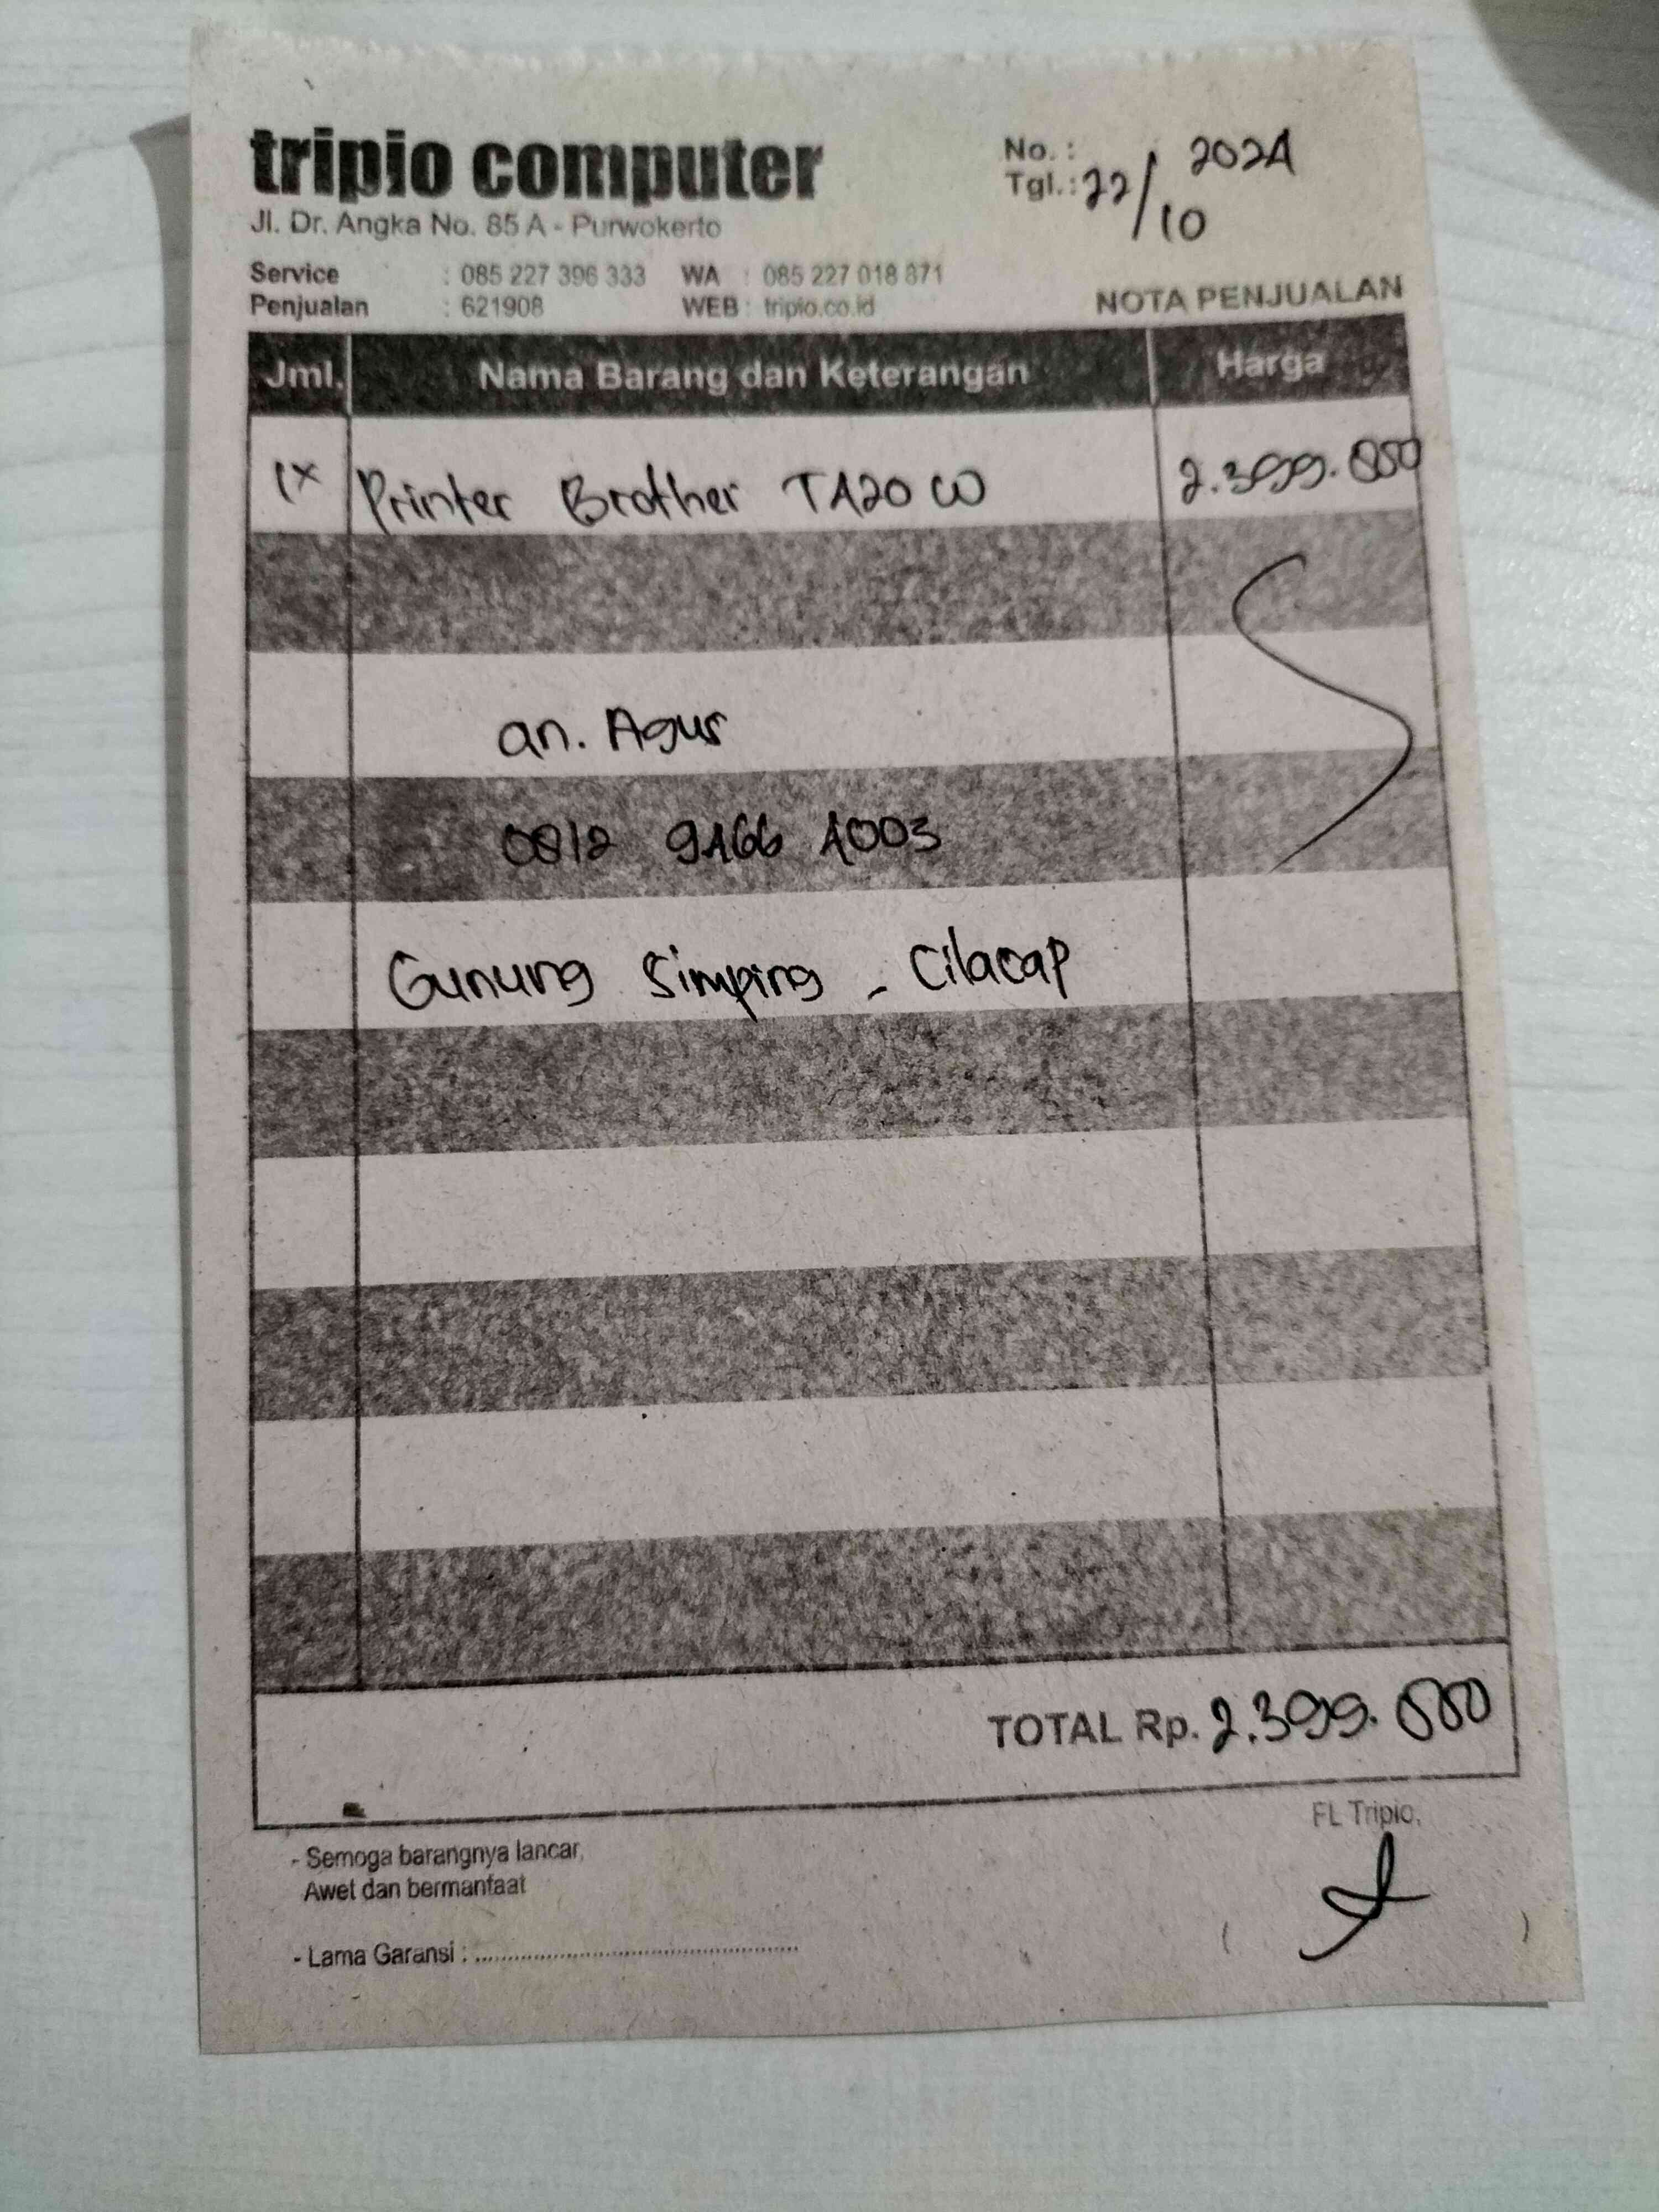 tripio computer
Jl. Dr. Angka No. 85 A - Purwokerto
No. :
Tgl. : 22/10 2024
Service : 085 227 396 333 WA : 085 227 018 871
Penjualan : 621908 WEB : tripio.co.id
NOTA PENJUALAN
Jml. Nama Barang dan Keterangan Harga
1x Printer Brother T420 W 2.399.000
an. Agus
0812 9466 4003
Gunung Simping - Cilacap
TOTAL Rp. 2.399.000
FL Tripio,
- Semoga barangnya lancar,
Awet dan bermanfaat
- Lama Garansi : ..........
( )